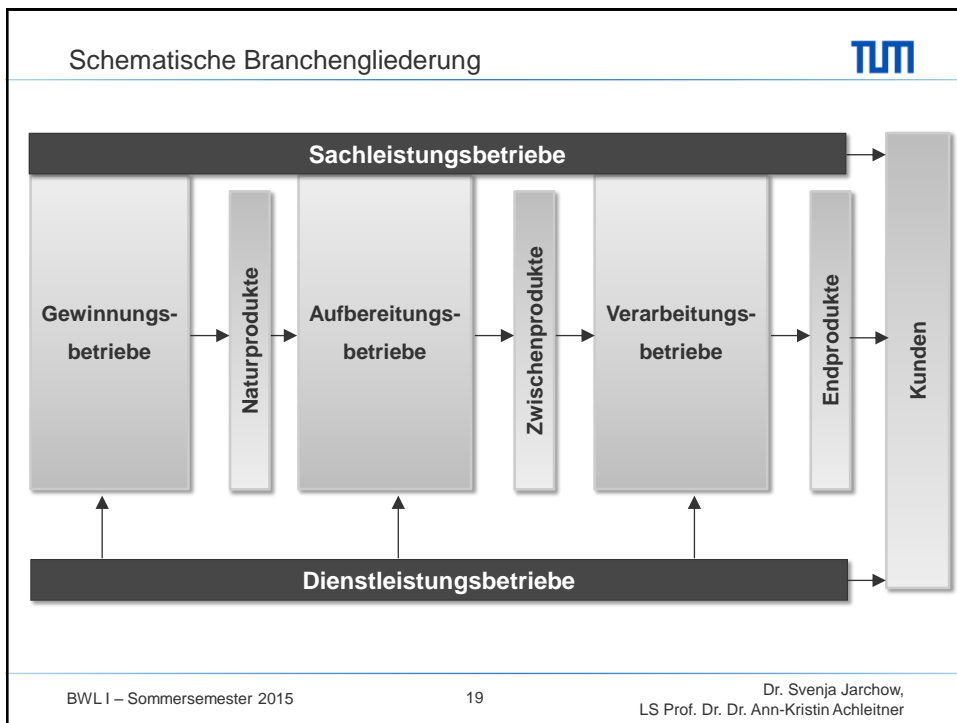 Schematische Branchengliederung
TUM
Sachleistungsbetriebe
Gewinnungs-
betriebe
Naturprodukte
Aufbereitungs-
betriebe
Zwischenprodukte
Verarbeitungs-
betriebe
Endprodukte
Kunden
Dienstleistungsbetriebe
BWL I – Sommersemester 2015
19
Dr. Svenja Jarchow,
LS Prof. Dr. Dr. Ann-Kristin Achleitner